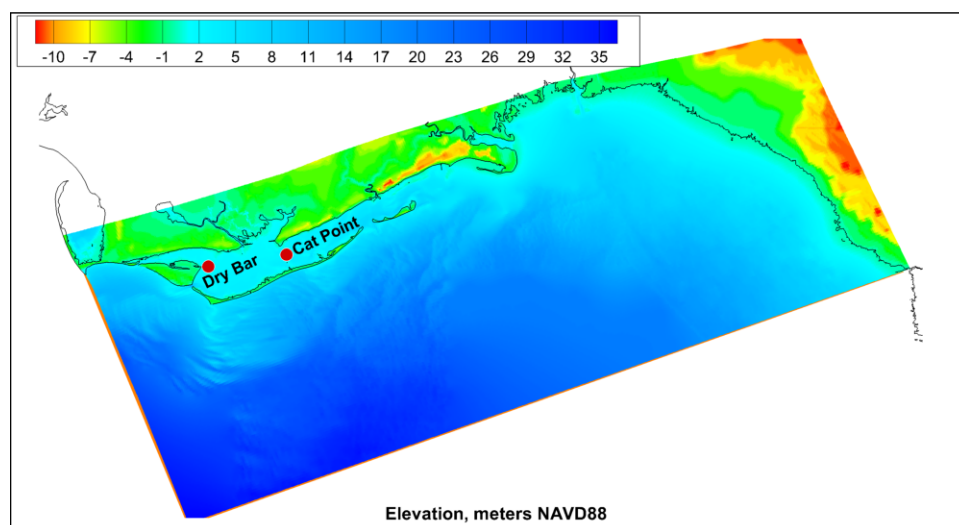 -10 -7 -4 -1 2 5 8 11 14 17 20 23 26 29 32 35
Cat Point
Dry Bar
Elevation, meters NAVD88